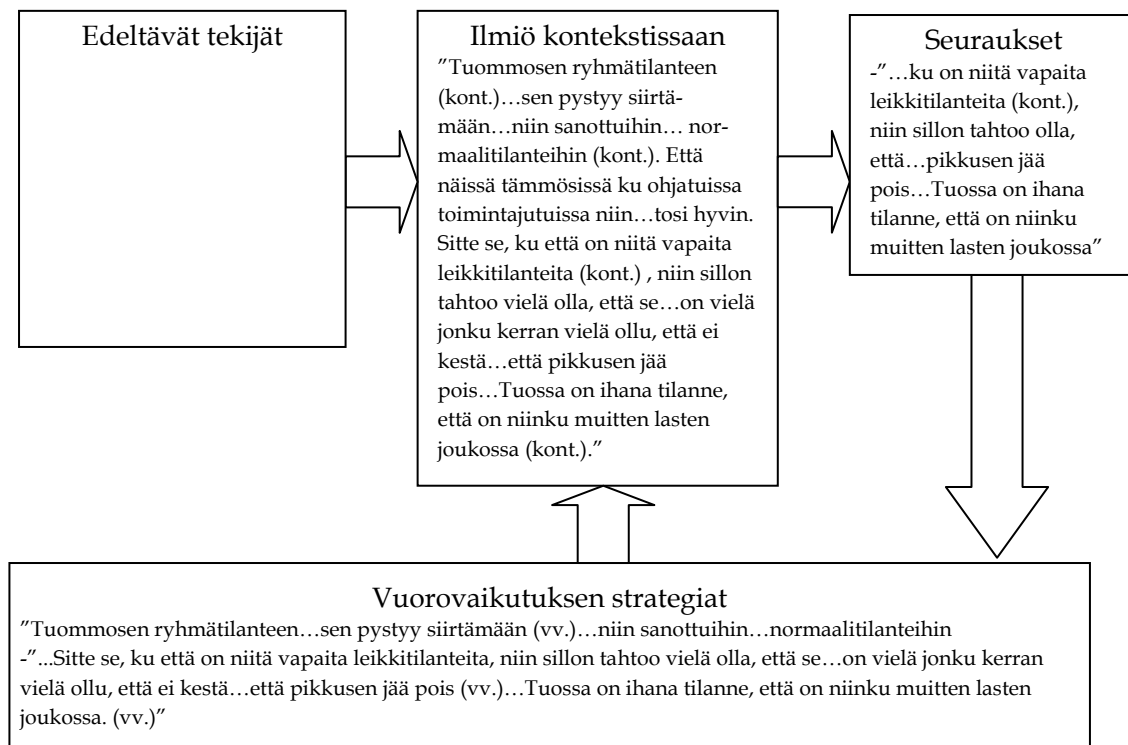 Edeltävät tekijät
Ilmiö kontekstissaan
”Tuommosen ryhmätilanteen
(kont.)…sen pystyy siirtä-
mään…niin sanottuihin… nor-
maalitilanteihin (kont.). Että
näissä tämmösissä ku ohjatuissa
toimintajutuissa niin…tosi hyvin.
Sitte se, ku että on niitä vapaita
leikkitilanteita (kont.) , niin sillon
tahtoo vielä olla, että se…on vielä
jonku kerran vielä ollu, että ei
kestä…että pikkusen jää
pois…Tuossa on ihana tilanne,
että on niinku muitten lasten
joukossa (kont.).”
Seuraukset
-”…ku on niitä vapaita
leikkitilanteita (kont.),
niin sillon tahtoo olla,
että…pikkusen jää
pois…Tuossa on ihana
tilanne, että on niinku
muitten lasten joukossa”
Vuorovaikutuksen strategiat
”Tuommosen ryhmätilanteen…sen pystyy siirtämään (vv.)…niin sanottuihin…normaalitilanteihin
-”...Sitte se, ku että on niitä vapaita leikkitilanteita, niin sillon tahtoo vielä olla, että se…on vielä jonku kerran
vielä ollu, että ei kestä…että pikkusen jää pois (vv.)…Tuossa on ihana tilanne, että on niinku muitten lasten
joukossa. (vv.)”